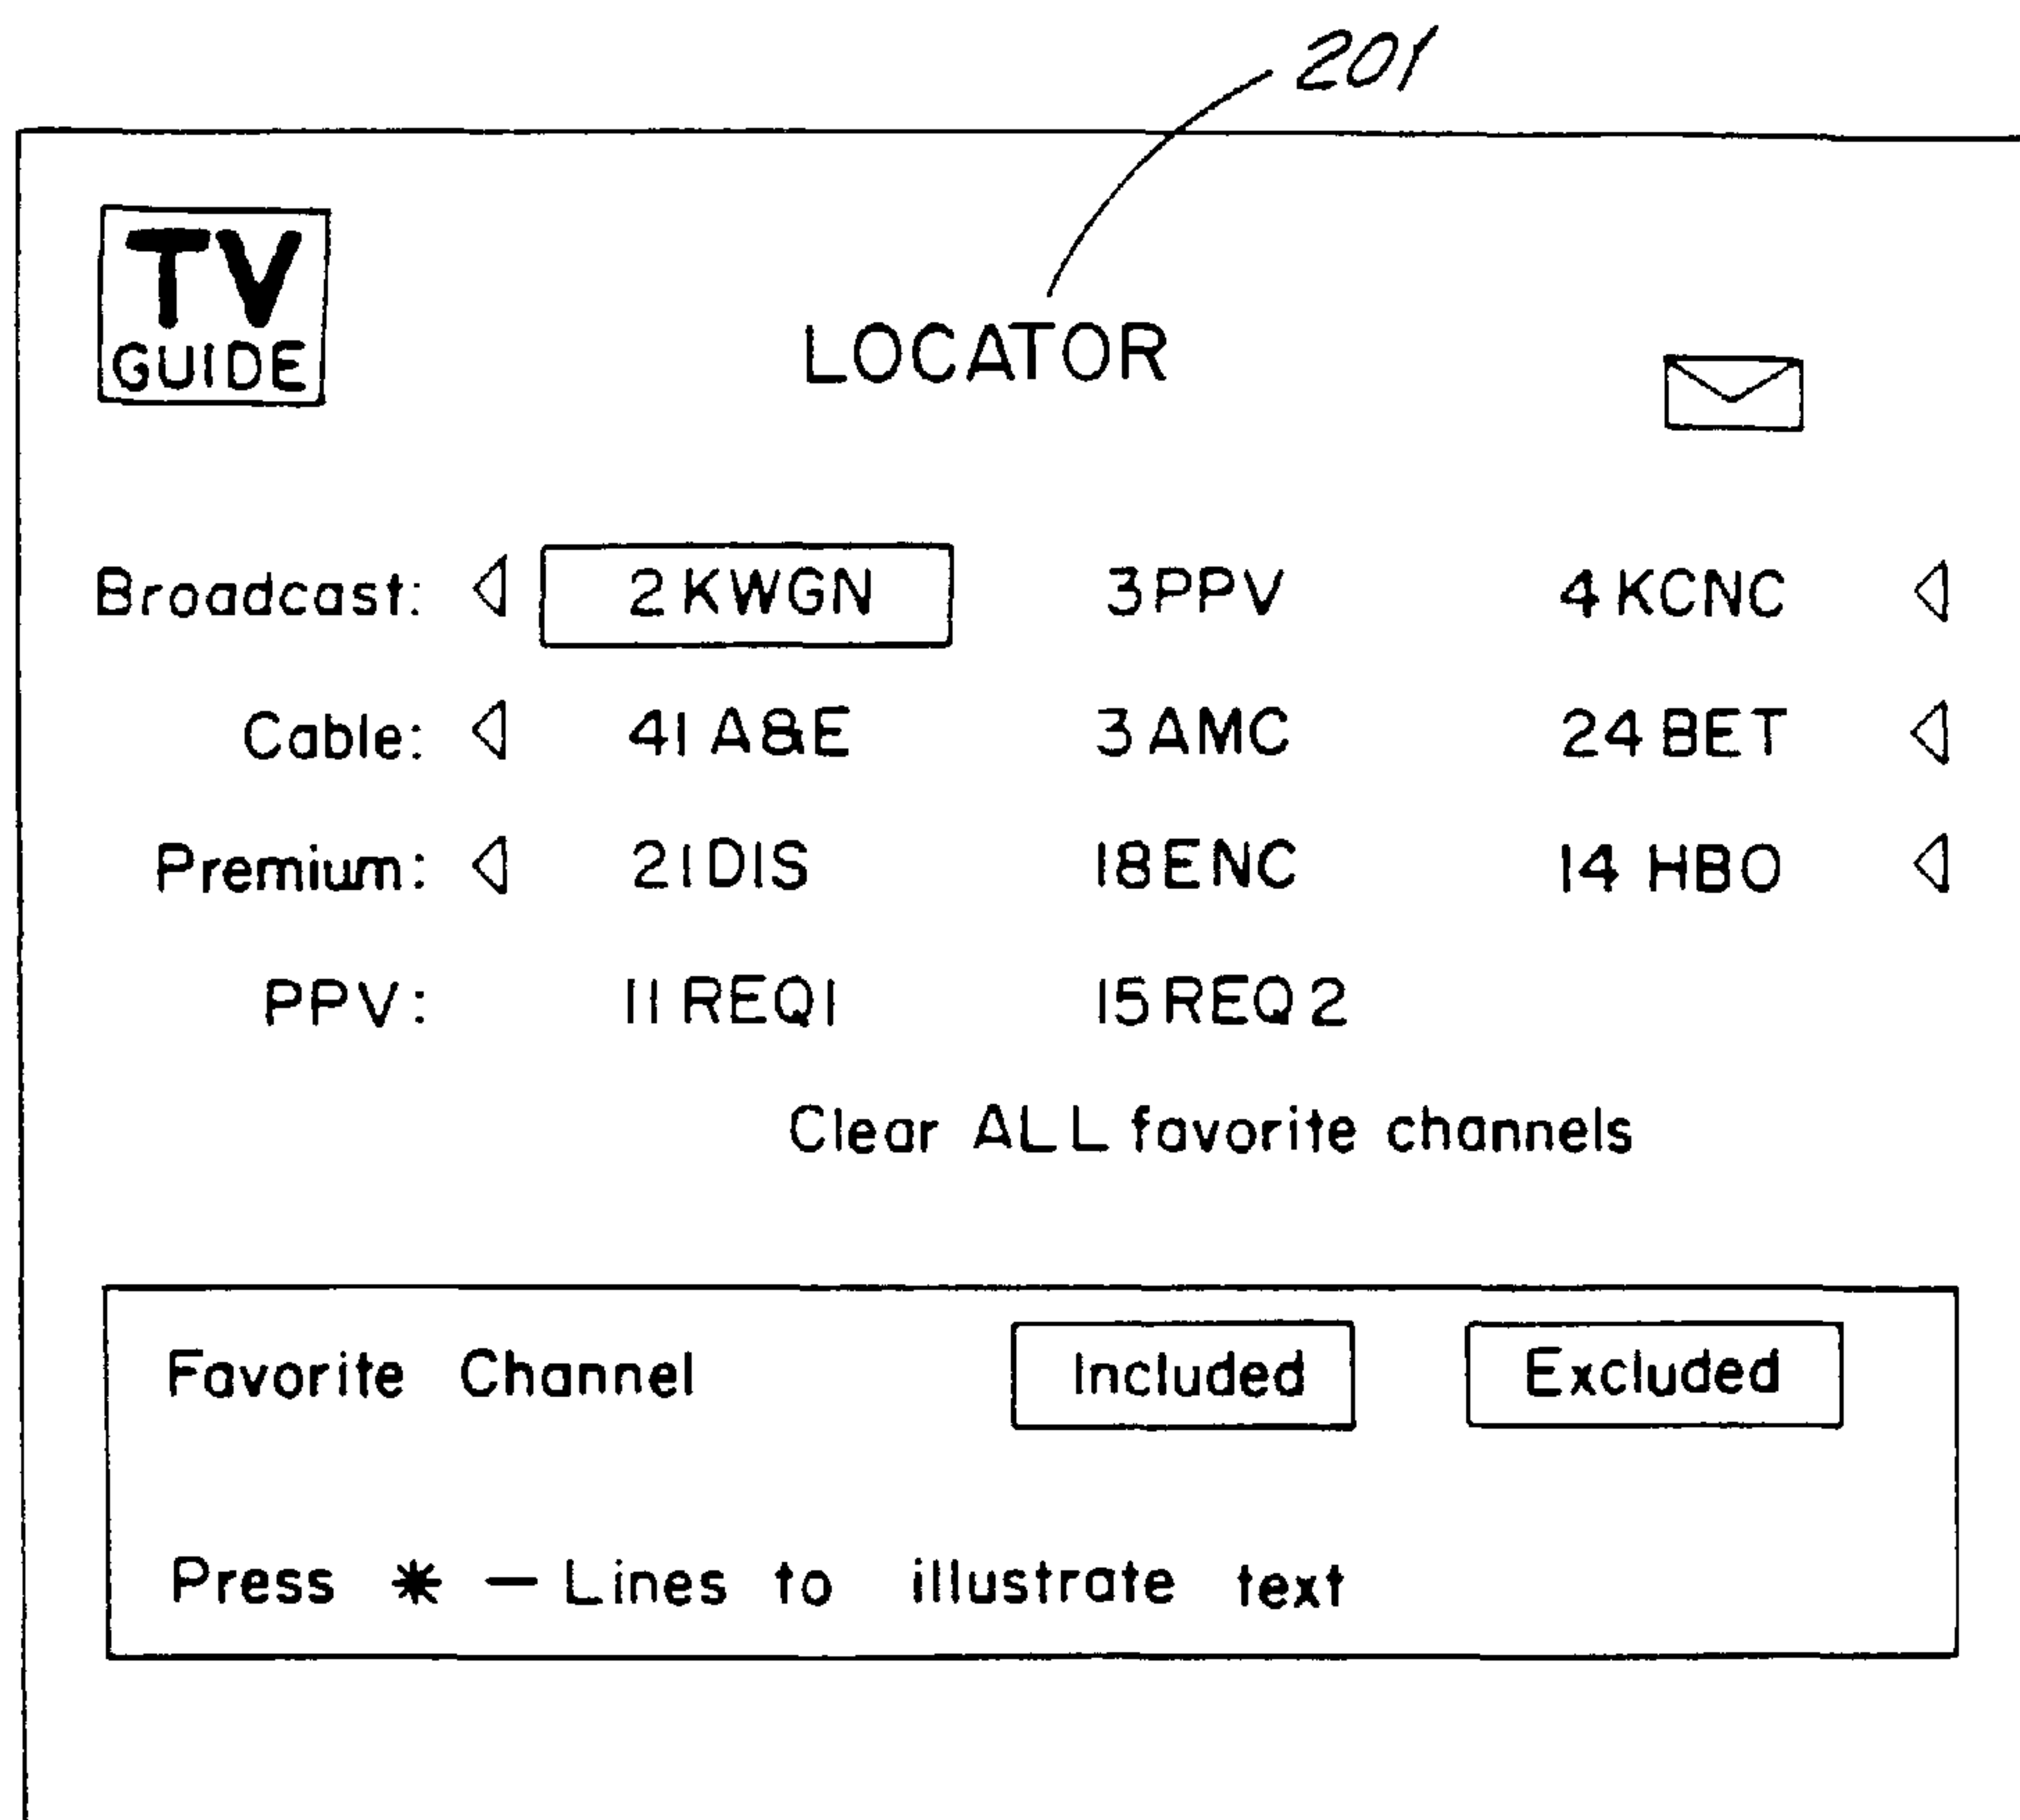 201
TV
GUIDE
LOCATOR
Broadcast: 2 KWGN 3 PPV 4 KCNC
Cable: 41 A&E 3 AMC 24 BET
Premium: 21 DIS 18 ENC 14 HBO
PPV: 11 REQ1 15 REQ 2
Clear ALL favorite channels
Favorite Channel Included Excluded
Press * — Lines to illustrate text